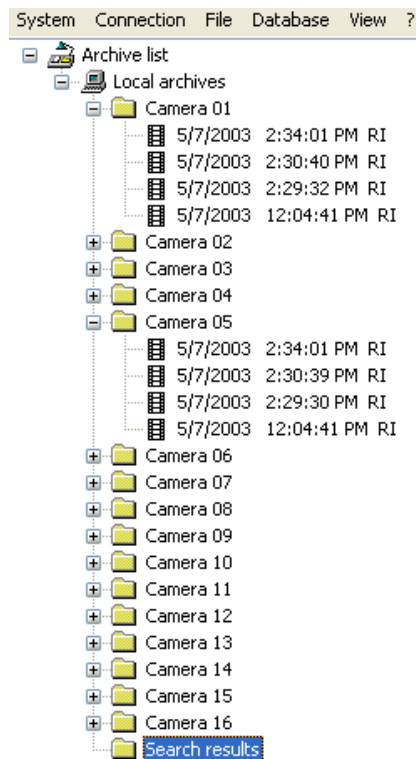 System Connection File Database View ?
Archive list
Local archives
Camera 01
5/7/2003 2:34:01 PM RI
5/7/2003 2:30:40 PM RI
5/7/2003 2:29:32 PM RI
5/7/2003 12:04:41 PM RI
Camera 02
Camera 03
Camera 04
Camera 05
5/7/2003 2:34:01 PM RI
5/7/2003 2:30:39 PM RI
5/7/2003 2:29:30 PM RI
5/7/2003 12:04:41 PM RI
Camera 06
Camera 07
Camera 08
Camera 09
Camera 10
Camera 11
Camera 12
Camera 13
Camera 14
Camera 15
Camera 16
Search results